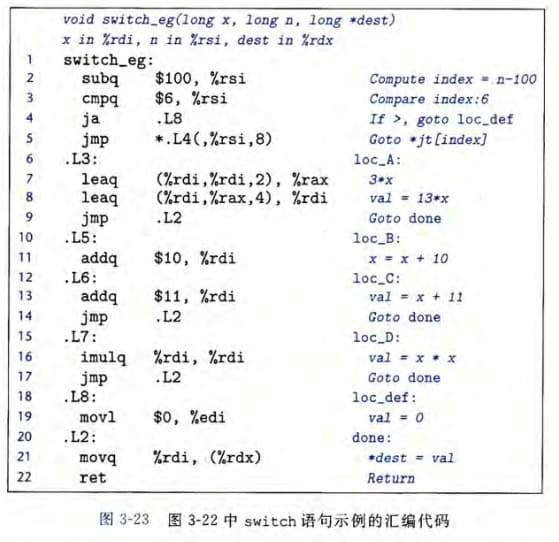 void switch_eg(long x, long n, long *dest)
x in %rdi, n in %rsi, dest in %rdx
1 switch_eg:
2 subq $100, %rsi Compute index = n-100
3 cmpq $6, %rsi Compare index:6
4 ja .L8 If >, goto loc_def
5 jmp *.L4(,%rsi,8) Goto *jt[index]
6 .L3: loc_A:
7 leaq (%rdi,%rdi,2), %rax 3*x
8 leaq (%rdi,%rax,4), %rdi val = 13*x
9 jmp .L2 Goto done
10 .L5: loc_B:
11 addq $10, %rdi x = x + 10
12 .L6: loc_C:
13 addq $11, %rdi val = x + 11
14 jmp .L2 Goto done
15 .L7: loc_D:
16 imulq %rdi, %rdi val = x * x
17 jmp .L2 Goto done
18 .L8: loc_def:
19 movl $0, %edi val = 0
20 .L2: done:
21 movq %rdi, (%rdx) *dest = val
22 ret Return
图 3-23 图 3-22 中 switch 语句示例的汇编代码